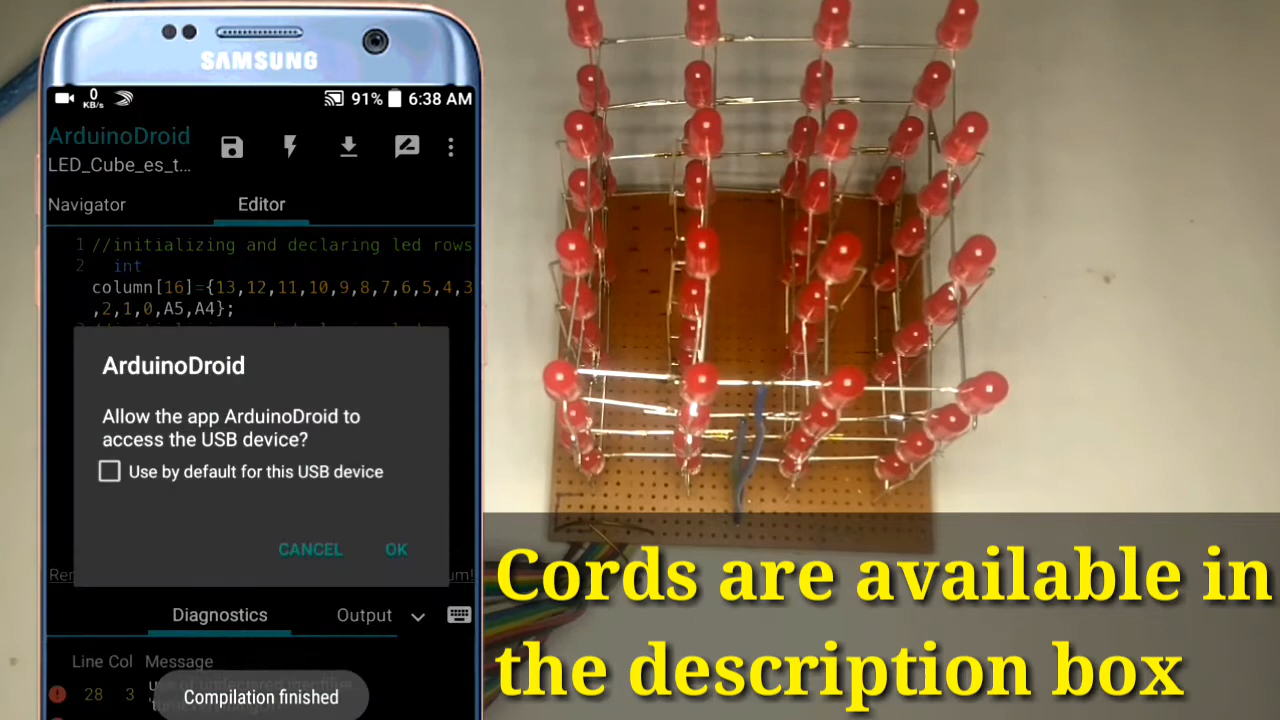 SAMSUNG
0
KB/s
91%
6:38 AM
ArduinoDroid
LED_Cube_es_t...
Navigator
Editor
1 //initializing and declaring led rows
2 int
column[16]={13,12,11,10,9,8,7,6,5,4,3
,2,1,0,A5,A4};
ArduinoDroid
Allow the app ArduinoDroid to
access the USB device?
Use by default for this USB device
CANCEL
OK
Diagnostics
Output
Line Col Message
28 3
Compilation finished
Cords are available in
the description box